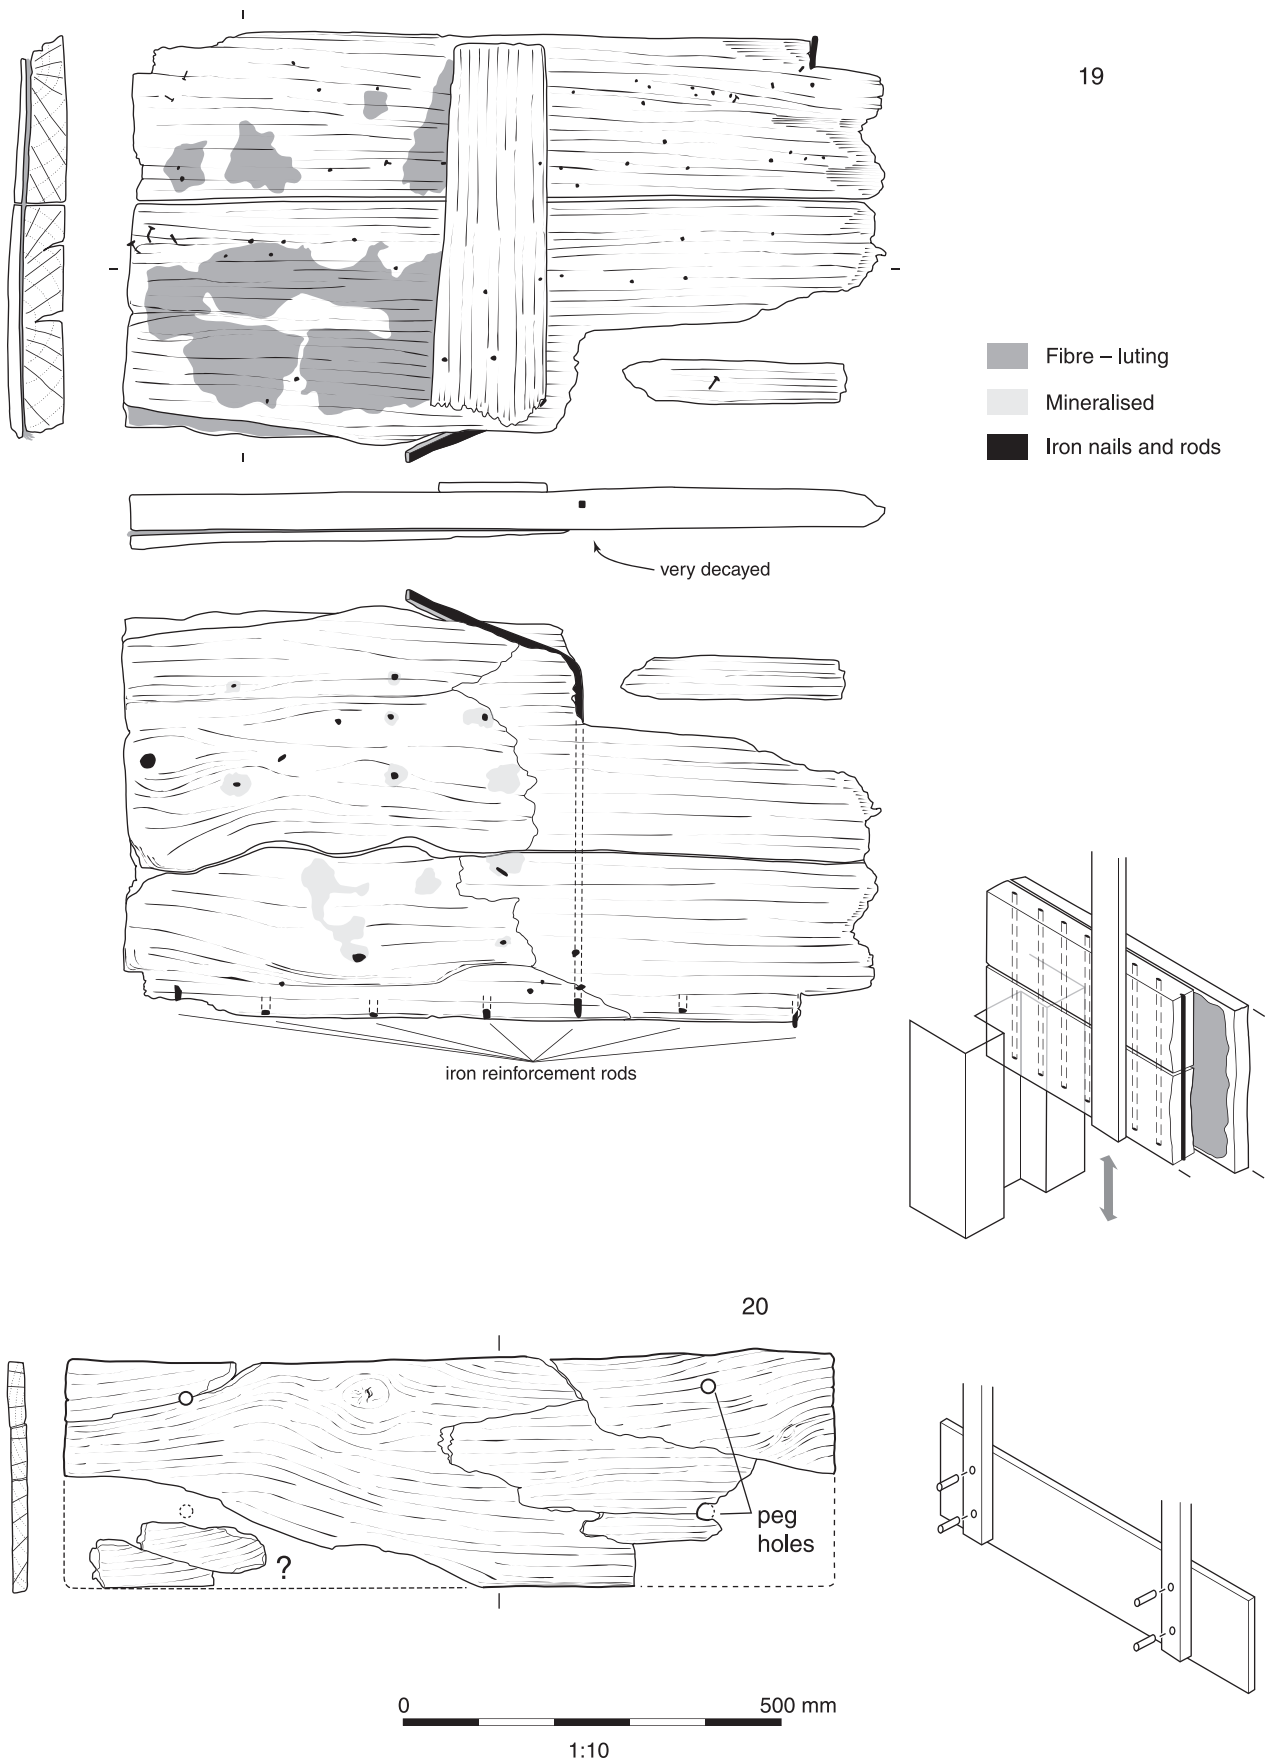 19
Fibre – luting
Mineralised
Iron nails and rods
very decayed
iron reinforcement rods
20
peg
holes
?
0 500 mm
1:10